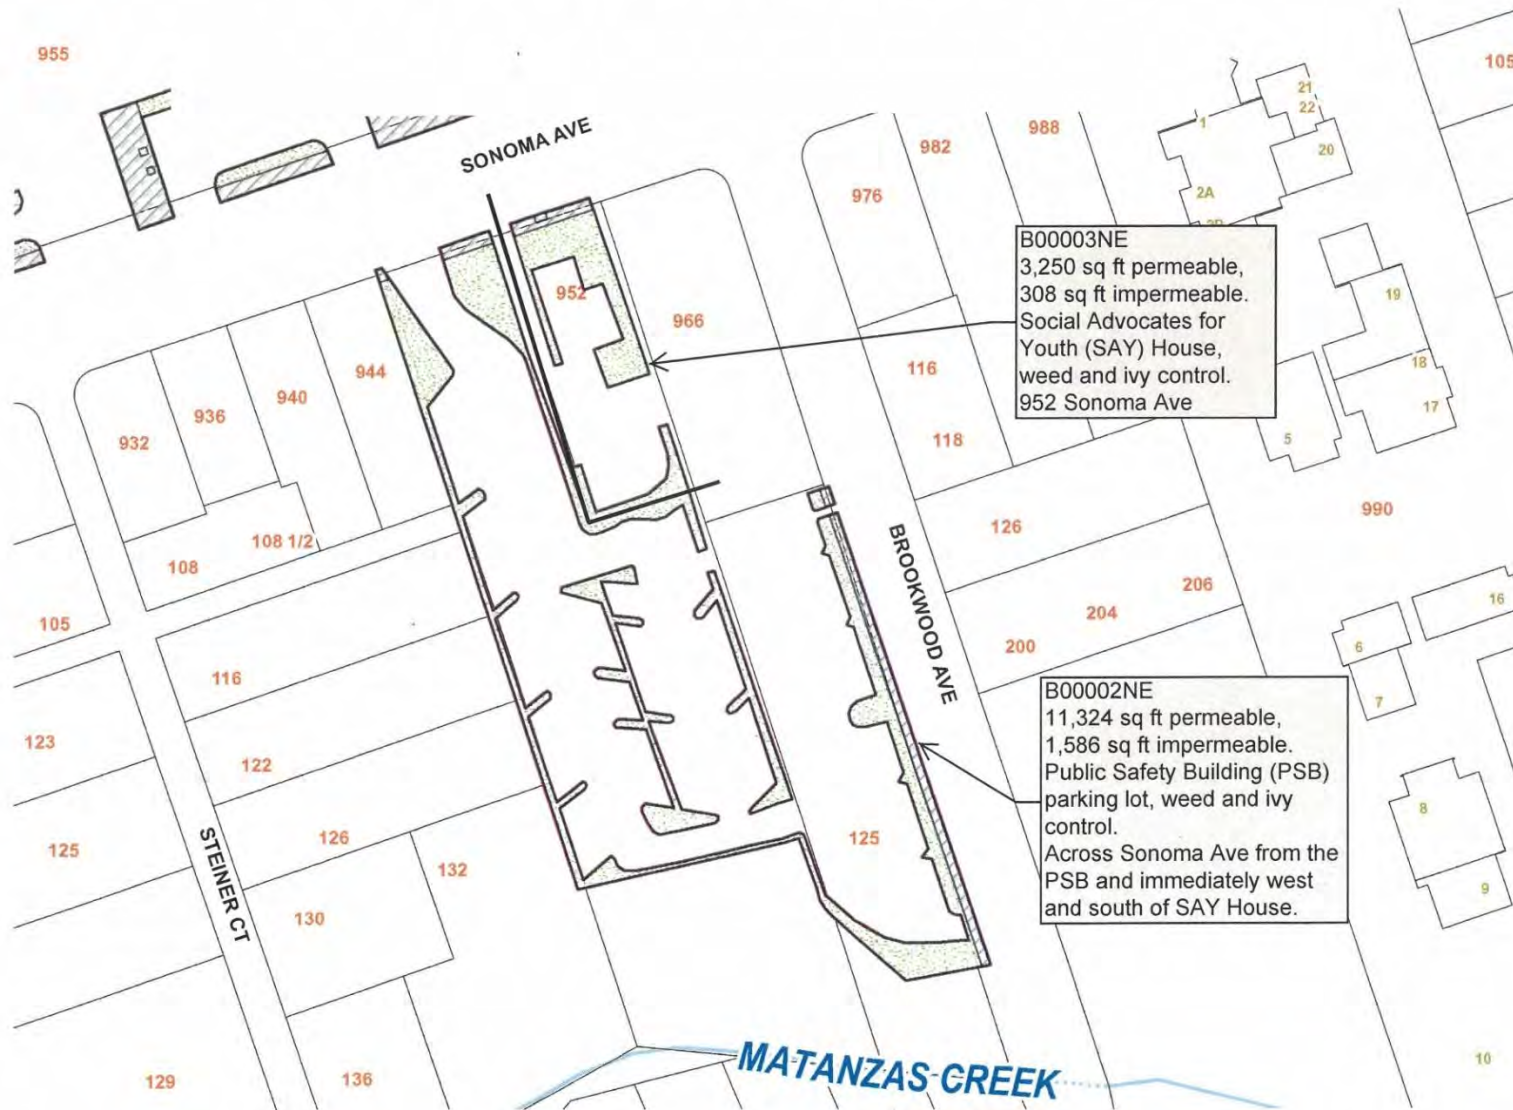 955
105
SONOMA AVE
988
982
976
1
21
22
20
2A
B00003NE
3,250 sq ft permeable,
308 sq ft impermeable.
Social Advocates for
Youth (SAY) House,
weed and ivy control.
952 Sonoma Ave
952
966
19
944
940
936
932
116
118
18
17
5
990
126
108 1/2
108
BROOKWOOD AVE
105
206
204
200
16
6
7
116
B00002NE
11,324 sq ft permeable,
1,586 sq ft impermeable.
Public Safety Building (PSB)
parking lot, weed and ivy
control.
Across Sonoma Ave from the
PSB and immediately west
and south of SAY House.
123
122
8
126
125
125
132
STEINER CT
130
9
MATANZAS CREEK
129
136
10